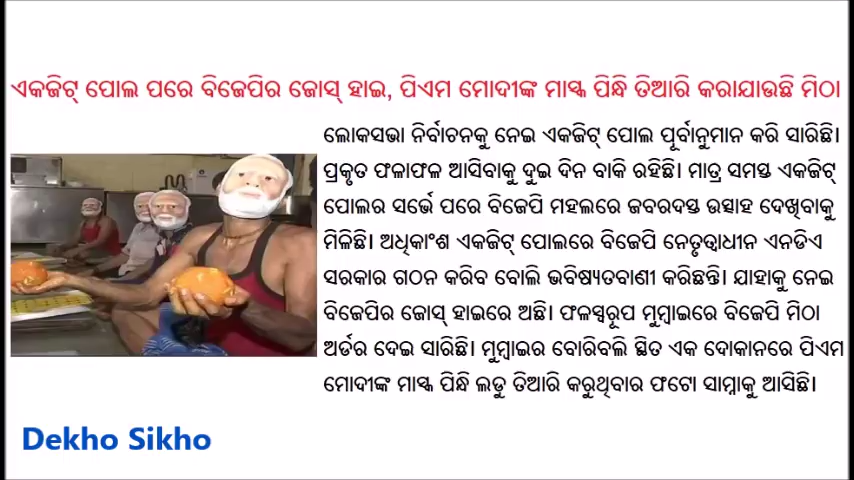 ଏକଜିଟ୍ ପୋଲ ପରେ ବିଜେପିର ଜୋସ୍ ହାଇ, ପିଏମ ମୋଦୀଙ୍କ ମାସ୍କ ପିନ୍ଧି ତିଆରି କରାଯାଉଛି ମିଠା
ଲୋକସଭା ନିର୍ବାଚନକୁ ନେଇ ଏକଜିଟ୍ ପୋଲ ପୂର୍ବାନୁମାନ କରି ସାରିଛି।
ପ୍ରକୃତ ଫଳାଫଳ ଆସିବାକୁ ଦୁଇ ଦିନ ବାକି ରହିଛି। ମାତ୍ର ସମସ୍ତ ଏକଜିଟ୍
ପୋଲର ସର୍ଭେ ପରେ ବିଜେପି ମହଲରେ ଜବରଦସ୍ତ ଉତ୍ସାହ ଦେଖିବାକୁ
ମିଳିଛି। ଅଧିକାଂଶ ଏକଜିଟ୍ ପୋଲରେ ବିଜେପି ନେତୃତ୍ୱାଧୀନ ଏନଡିଏ
ସରକାର ଗଠନ କରିବ ବୋଲି ଭବିଷ୍ୟତବାଣୀ କରିଛନ୍ତି। ଯାହାକୁ ନେଇ
ବିଜେପିର ଜୋସ୍ ହାଇରେ ଅଛି। ଫଳସ୍ୱରୂପ ମୁମ୍ବାଇରେ ବିଜେପି ମିଠା
ଅର୍ଡର ଦେଇ ସାରିଛି। ମୁମ୍ବାଇର ବୋରିବଲି ସ୍ଥିତ ଏକ ଦୋକାନରେ ପିଏମ
ମୋଦୀଙ୍କ ମାସ୍କ ପିନ୍ଧି ଲଡୁ ତିଆରି କରୁଥିବାର ଫଟୋ ସାମ୍ନାକୁ ଆସିଛି।
Dekho Sikho